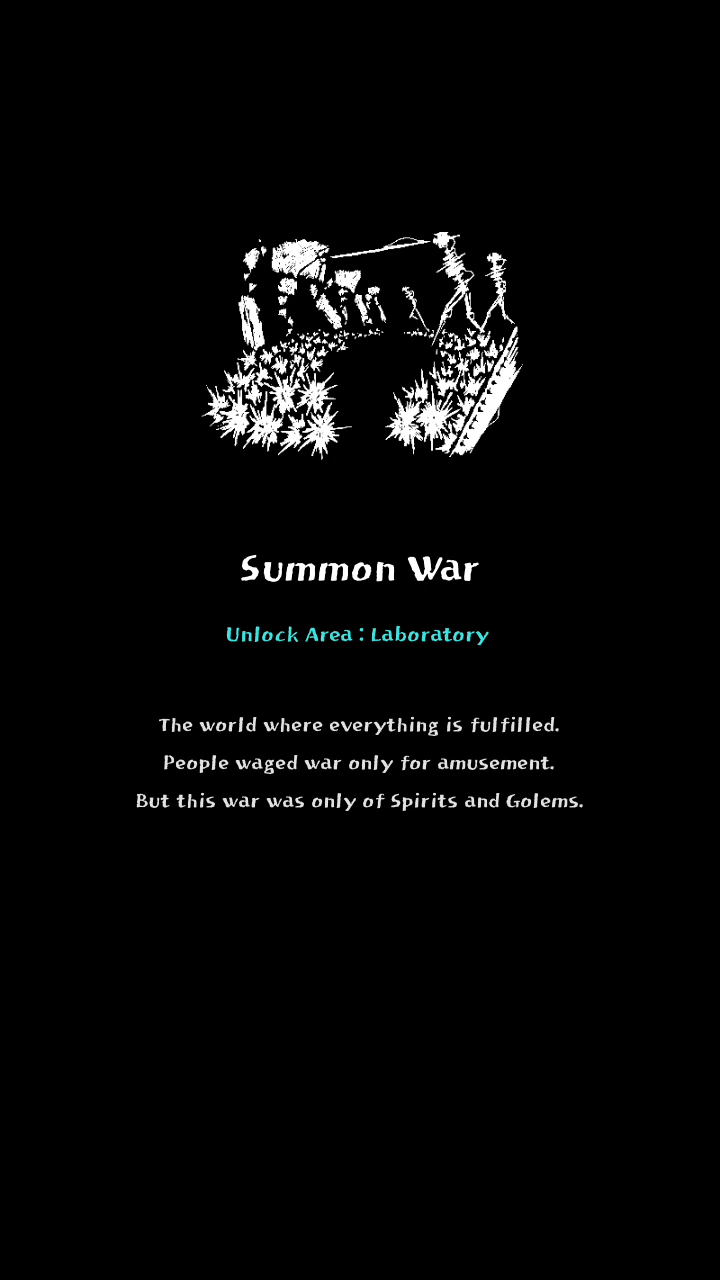 Summon War
Unlock Area : Laboratory
The world where everything is fulfilled.
People waged war only for amusement.
But this war was only of Spirits and Golems.